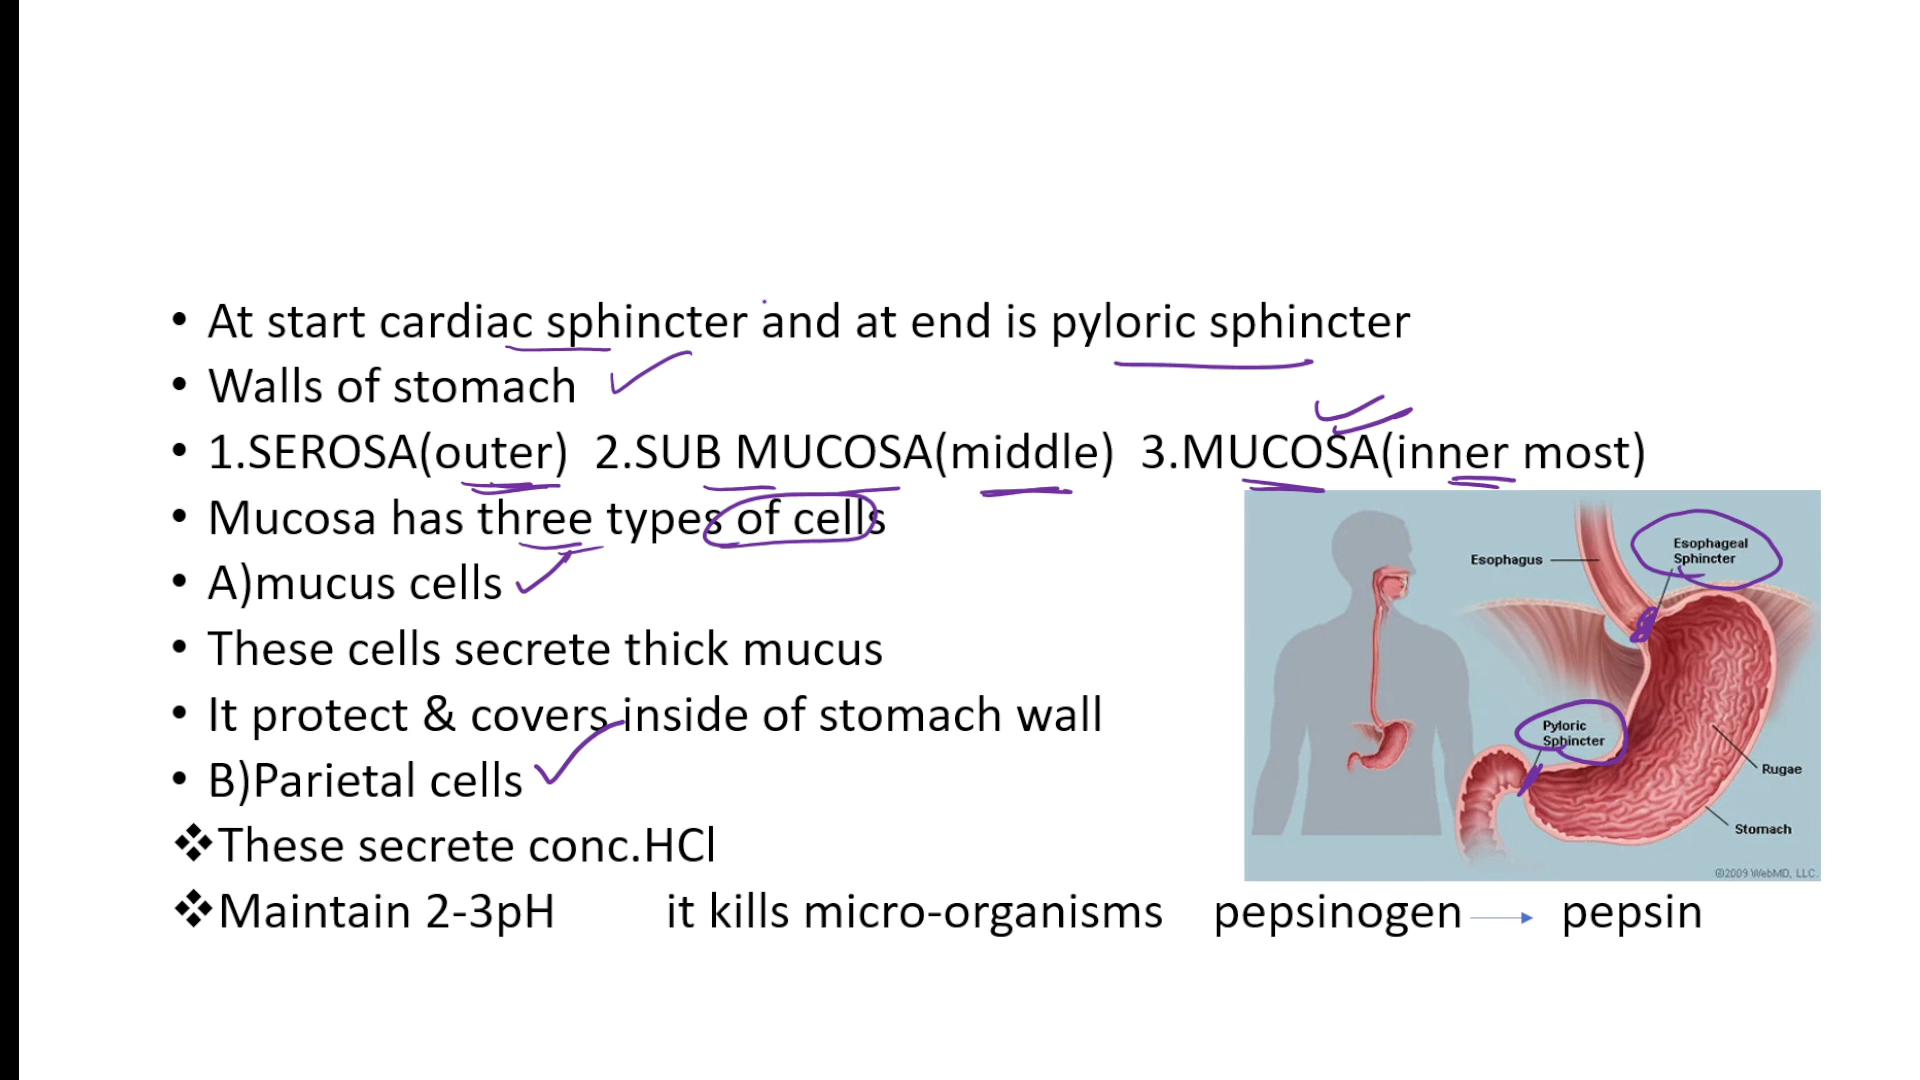 • At start cardiac sphincter and at end is pyloric sphincter
• Walls of stomach
• 1.SEROSA(outer) 2.SUB MUCOSA(middle) 3.MUCOSA(inner most)
• Mucosa has three types of cells
• A)mucus cells
• These cells secrete thick mucus
• It protect & covers inside of stomach wall
• B)Parietal cells
❖These secrete conc.HCl
❖Maintain 2-3pH it kills micro-organisms pepsinogen → pepsin
Esophagus
Esophageal
Sphincter
Pyloric
Sphincter
Rugae
Stomach
©2009 WebMD, LLC.